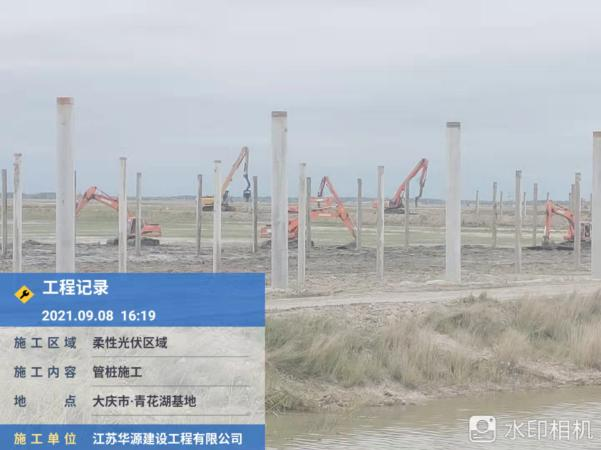 工程记录
2021.09.08 16:19
施工区域 柔性光伏区域
施工内容 管桩施工
地点 大庆市·青花湖基地
施工单位 江苏华源建设工程有限公司
水印相机